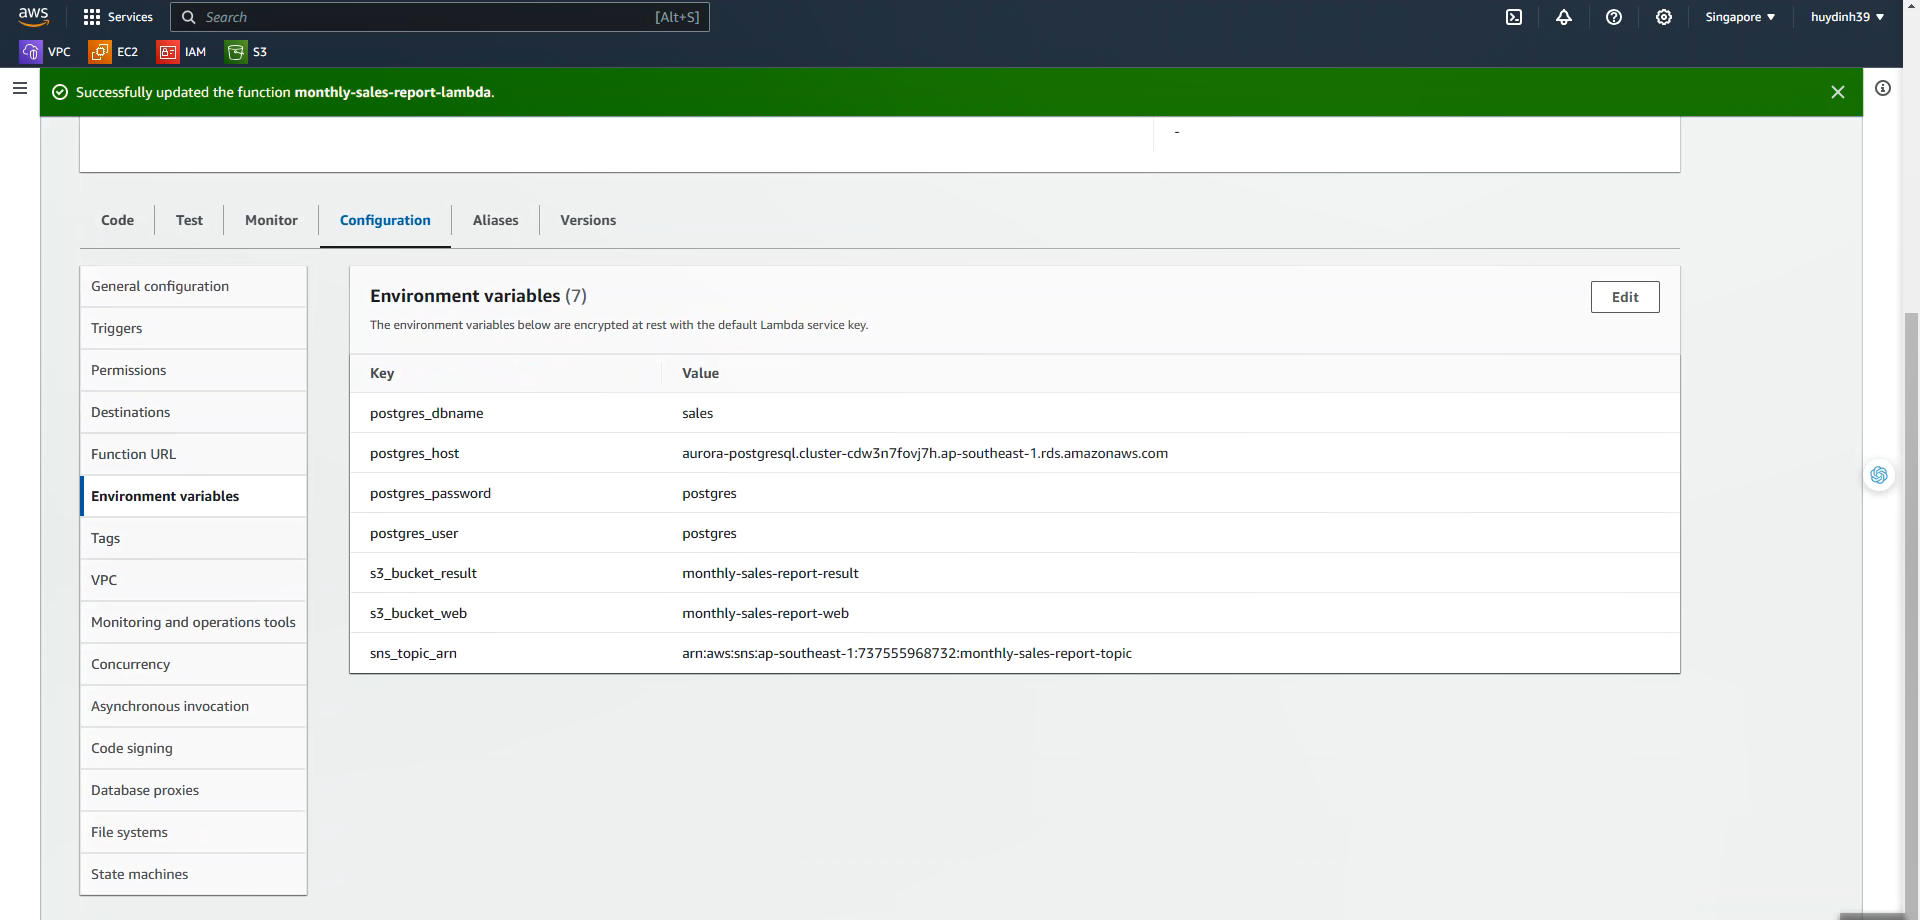 aws
Services
Search
[Alt+S]
Singapore ▼
huydinh39 ▼
VPC
EC2
IAM
S3
Successfully updated the function monthly-sales-report-lambda.
-
Code
Test
Monitor
Configuration
Aliases
Versions
General configuration
Triggers
Permissions
Destinations
Function URL
Environment variables
Tags
VPC
Monitoring and operations tools
Concurrency
Asynchronous invocation
Code signing
Database proxies
File systems
State machines
Environment variables (7)
Edit
The environment variables below are encrypted at rest with the default Lambda service key.
Key Value
postgres_dbname sales
postgres_host aurora-postgresql.cluster-cdw3n7fovj7h.ap-southeast-1.rds.amazonaws.com
postgres_password postgres
postgres_user postgres
s3_bucket_result monthly-sales-report-result
s3_bucket_web monthly-sales-report-web
sns_topic_arn arn:aws:sns:ap-southeast-1:737555968732:monthly-sales-report-topic